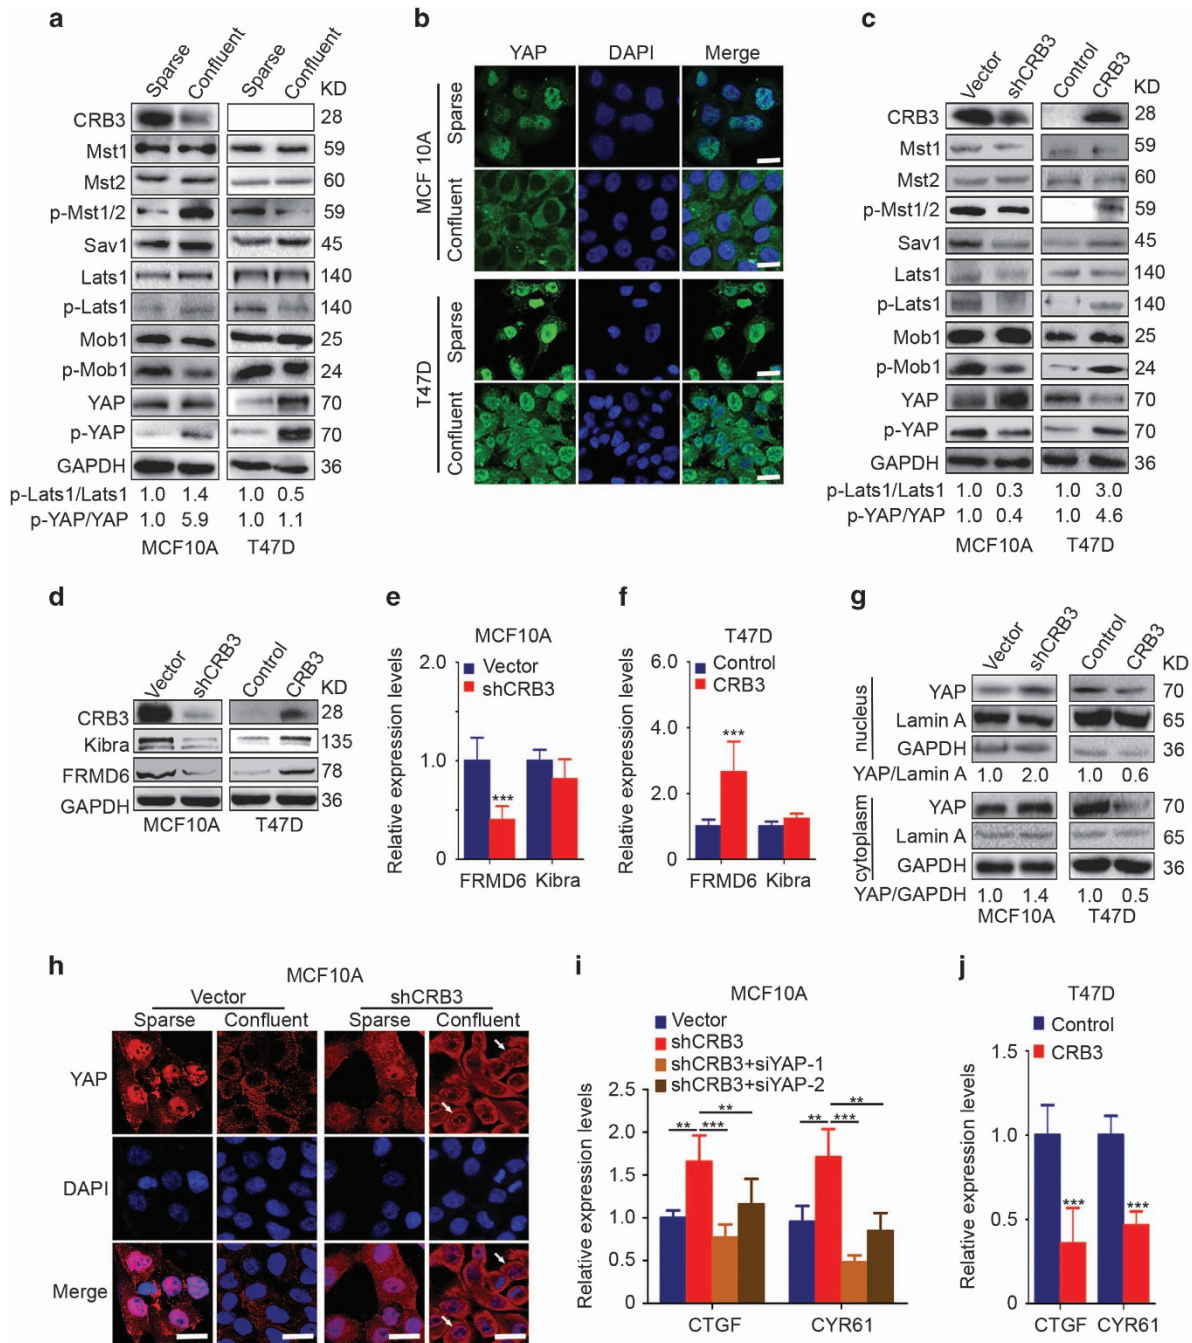 a
Sparse Confluent Sparse Confluent KD
CRB3 28
Mst1 59
Mst2 60
p-Mst1/2 59
Sav1 45
Lats1 140
p-Lats1 140
Mob1 25
p-Mob1 24
YAP 70
p-YAP 70
GAPDH 36
p-Lats1/Lats1 1.0 1.4 1.0 0.5
p-YAP/YAP 1.0 5.9 1.0 1.1
MCF10A T47D
b
YAP DAPI Merge
MCF 10A
Sparse
Confluent
T47D
Sparse
Confluent
c
Vector shCRB3 Control CRB3 KD
CRB3 28
Mst1 59
Mst2 60
p-Mst1/2 59
Sav1 45
Lats1 140
p-Lats1 140
Mob1 25
p-Mob1 24
YAP 70
p-YAP 70
GAPDH 36
p-Lats1/Lats1 1.0 0.3 1.0 3.0
p-YAP/YAP 1.0 0.4 1.0 4.6
MCF10A T47D
d
Vector shCRB3 Control CRB3 KD
CRB3 28
Kibra 135
FRMD6 78
GAPDH 36
MCF10A T47D
e
MCF10A
Vector
shCRB3
Relative expression levels
2.0
1.0
0
***
FRMD6 Kibra
f
T47D
Control
CRB3
Relative expression levels
6.0
4.0
2.0
0
***
FRMD6 Kibra
g
Vector shCRB3 Control CRB3 KD
nucleus
YAP 70
Lamin A 65
GAPDH 36
YAP/Lamin A 1.0 2.0 1.0 0.6
cytoplasm
YAP 70
Lamin A 65
GAPDH 36
YAP/GAPDH 1.0 1.4 1.0 0.5
MCF10A T47D
h
MCF10A
Vector shCRB3
Sparse Confluent Sparse Confluent
YAP
DAPI
Merge
i
MCF10A
Vector
shCRB3
shCRB3+siYAP-1
shCRB3+siYAP-2
Relative expression levels
2.5
2.0
1.5
1.0
0.5
0
** *** **
** *** **
CTGF CYR61
j
T47D
Control
CRB3
Relative expression levels
1.5
1.0
0.5
0
*** ***
CTGF CYR61